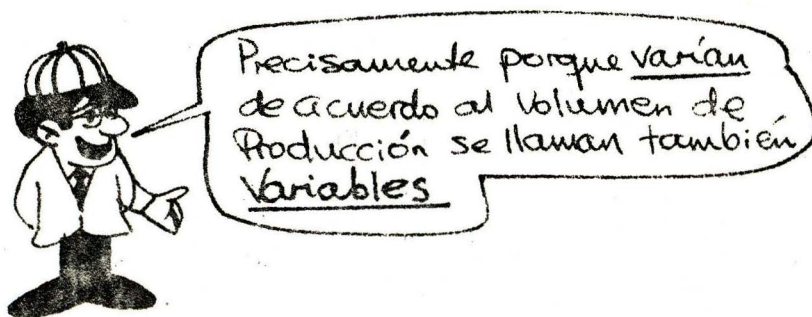 Precisamente porque varían
de acuerdo al Volumen de
Producción se llaman también
Variables